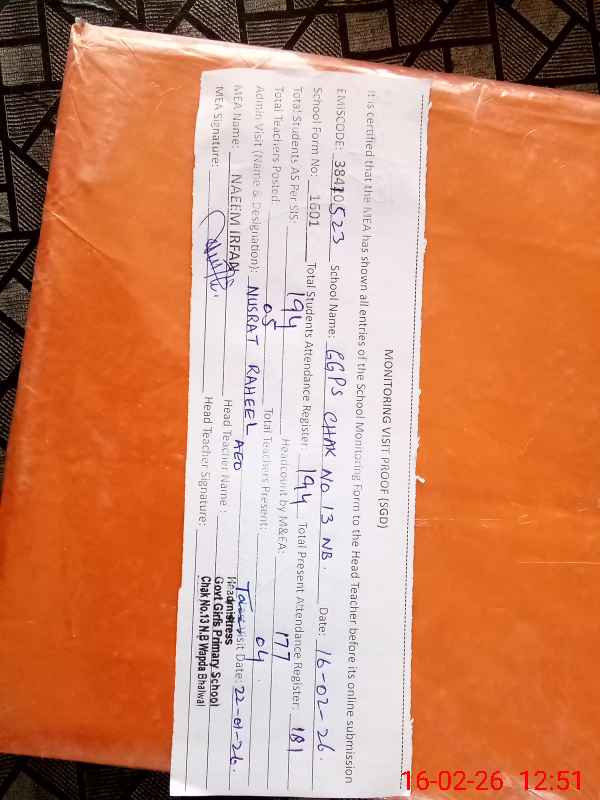 MONITORING VISIT PROOF (SGD)
It is certified that the MEA has shown all entries of the School Monitoring Form to the Head Teacher before its online submission
EMISCODE: 38410523 School Name: GGPS CHAK NO 13 NB. Date: 16-02-26.
School Form No: 1601 Total Students Attendance Register: 194 Total Present Attendance Register: 181
Total Students AS Per SIS: 194 Headcount by M&EA: 177
Total Teachers Posted: 05 Total Teachers Present: 04
Admin Visit (Name & Designation): NUSRAT RAHEEL AEO Visit Date: 22-01-26.
MEA Name: NAEEM IRFAN Head Teacher Name:
MEA Signature: Head Teacher Signature:
Headmistress
Govt Girls Primary School
Chak No.13 N.B Wapda Bhalwal
16-02-26 12:51